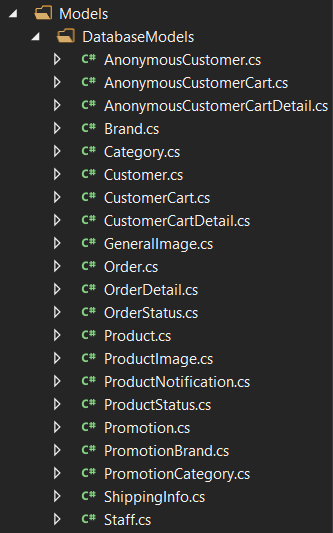 Models
DatabaseModels
C# AnonymousCustomer.cs
C# AnonymousCustomerCart.cs
C# AnonymousCustomerCartDetail.cs
C# Brand.cs
C# Category.cs
C# Customer.cs
C# CustomerCart.cs
C# CustomerCartDetail.cs
C# GeneralImage.cs
C# Order.cs
C# OrderDetail.cs
C# OrderStatus.cs
C# Product.cs
C# ProductImage.cs
C# ProductNotification.cs
C# ProductStatus.cs
C# Promotion.cs
C# PromotionBrand.cs
C# PromotionCategory.cs
C# ShippingInfo.cs
C# Staff.cs